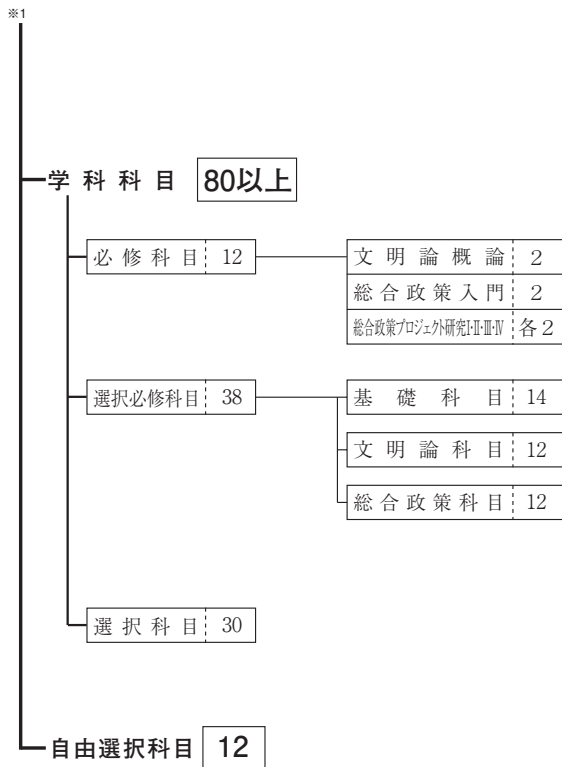 ※1
学科科目 80以上
必修科目 12
文明論概論 2
総合政策入門 2
総合政策プロジェクト研究I・II・III・IV 各2
選択必修科目 38
基礎科目 14
文明論科目 12
総合政策科目 12
選択科目 30
自由選択科目 12